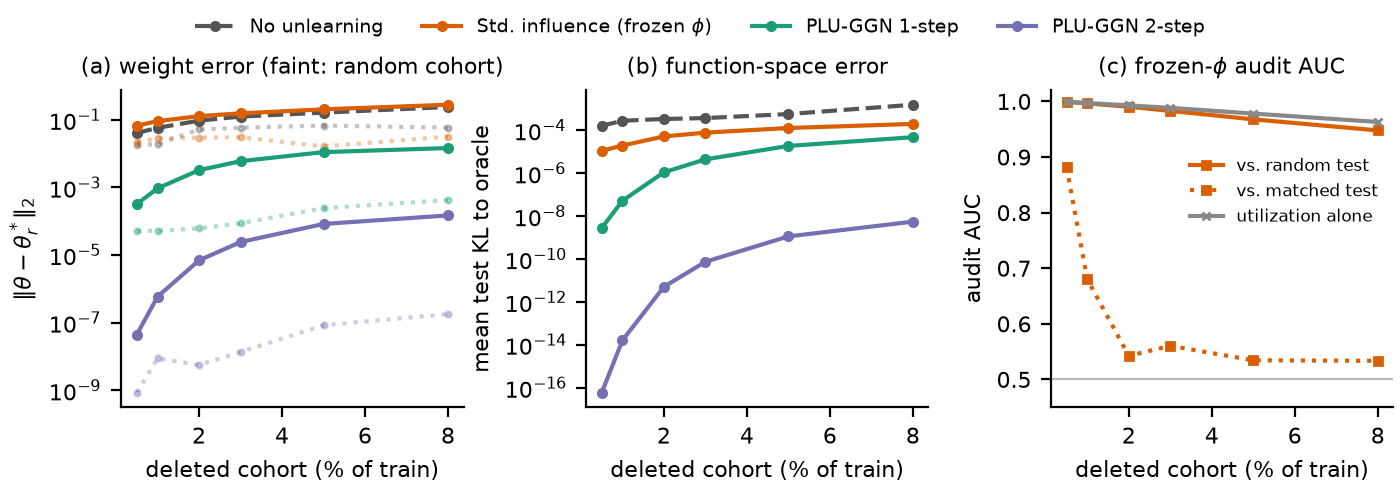 No unlearning
Std. influence (frozen ϕ)
PLU-GGN 1-step
PLU-GGN 2-step
(a) weight error (faint: random cohort)
10⁻¹
10⁻³
10⁻⁵
10⁻⁷
10⁻⁹
‖θ − θᵣ*‖₂
2
4
6
8
deleted cohort (% of train)
(b) function-space error
10⁻⁴
10⁻⁶
10⁻⁸
10⁻¹⁰
10⁻¹²
10⁻¹⁴
10⁻¹⁶
mean test KL to oracle
2
4
6
8
deleted cohort (% of train)
(c) frozen-ϕ audit AUC
1.0
0.9
0.8
0.7
0.6
0.5
audit AUC
vs. random test
vs. matched test
utilization alone
2
4
6
8
deleted cohort (% of train)